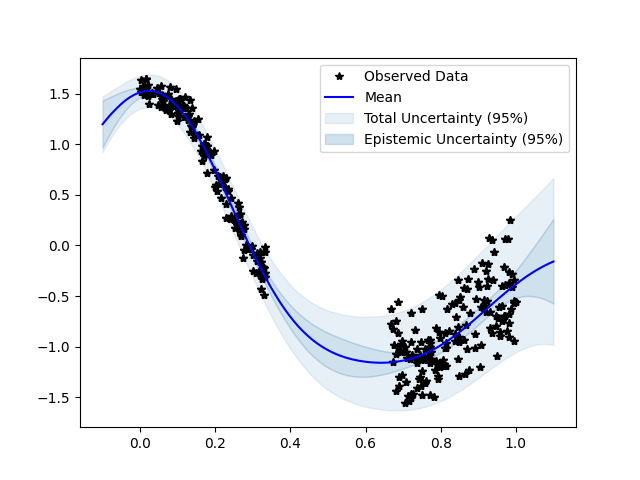 Observed Data
Mean
Total Uncertainty (95%)
Epistemic Uncertainty (95%)
1.5
1.0
0.5
0.0
−0.5
−1.0
−1.5
0.0 0.2 0.4 0.6 0.8 1.0